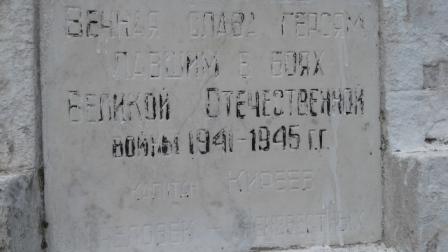 ВЕЧНАЯ СЛАВА ГЕРОЯМ
ПАВШИМ В БОЯХ
ВЕЛИКОЙ ОТЕЧЕСТВЕННОЙ
ВОЙНЫ 1941-1945 Г.Г.
КИРЕЕВ